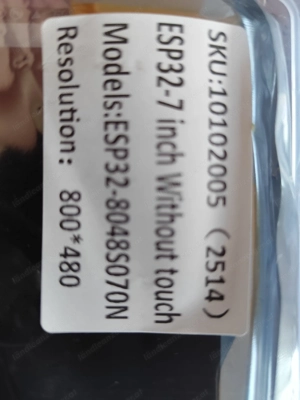 SKU:10102005（2514）
ESP32-7 inch Without touch
Models:ESP32-8048S070N
Resolution： 800*480